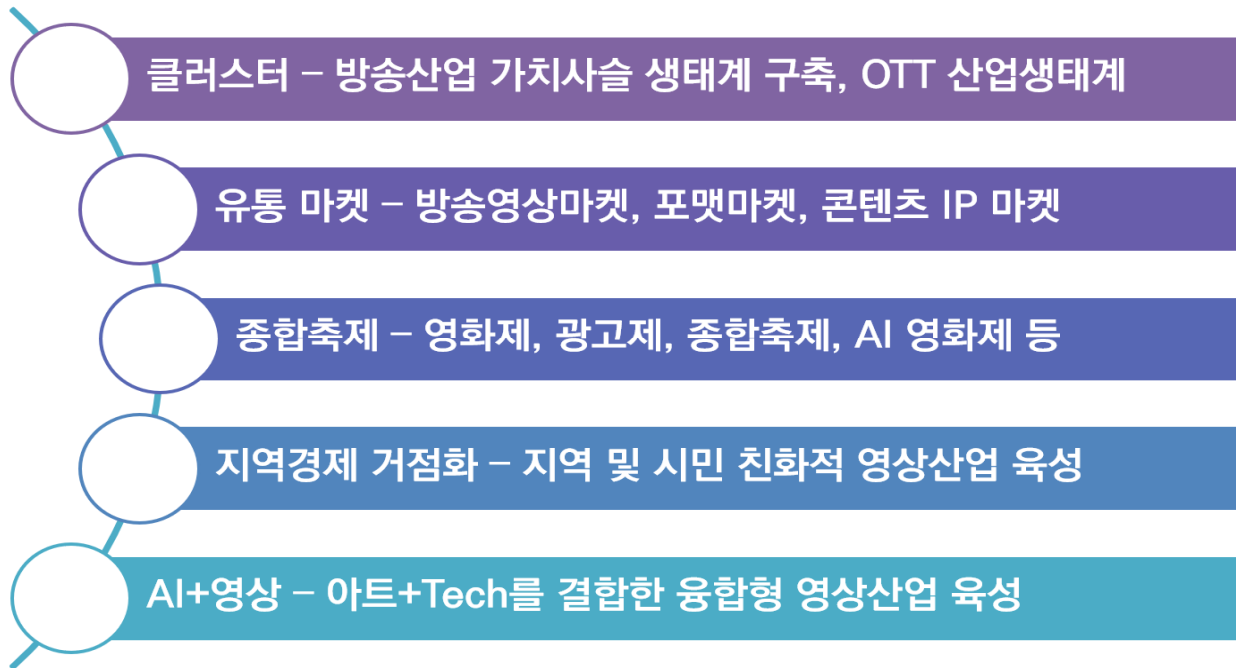 클러스터 – 방송산업 가치사슬 생태계 구축, OTT 산업생태계
유통 마켓 – 방송영상마켓, 포맷마켓, 콘텐츠 IP 마켓
종합축제 – 영화제, 광고제, 종합축제, AI 영화제 등
지역경제 거점화 – 지역 및 시민 친화적 영상산업 육성
AI+영상 – 아트+Tech를 결합한 융합형 영상산업 육성